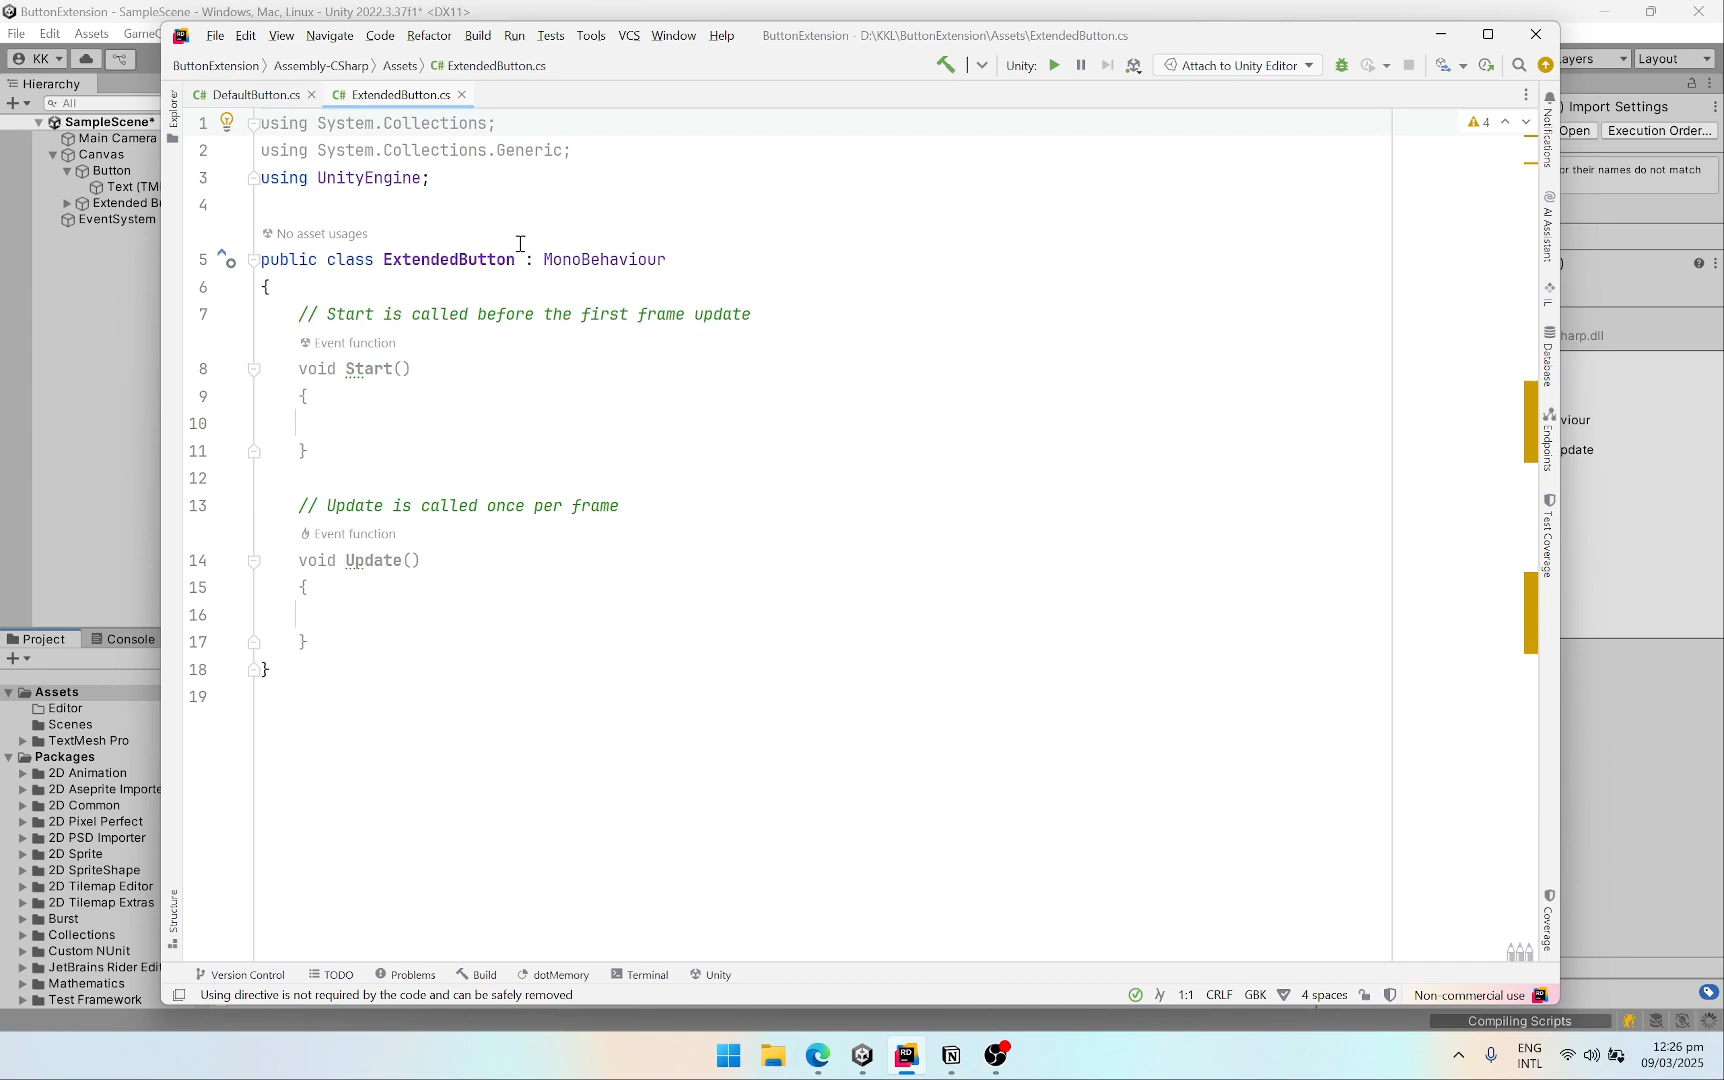 ButtonExtension - SampleScene - Windows, Mac, Linux - Unity 2022.3.37f1* <DX11>
File Edit Assets GameO
KK
Layout
Hierarchy
All
SampleScene*
Main Camera
Canvas
Button
Text (TM
Extended B
EventSystem
File Edit View Navigate Code Refactor Build Run Tests Tools VCS Window Help ButtonExtension - D:\KKL\ButtonExtension\Assets\ExtendedButton.cs
ButtonExtension Assembly-CSharp Assets C# ExtendedButton.cs
Unity: Attach to Unity Editor
C# DefaultButton.cs C# ExtendedButton.cs
1 using System.Collections;
2 using System.Collections.Generic;
3 using UnityEngine;
4
No asset usages
5 public class ExtendedButton : MonoBehaviour
6 {
7 // Start is called before the first frame update
Event function
8 void Start()
9 {
10
11 }
12
13 // Update is called once per frame
Event function
14 void Update()
15 {
16
17 }
18 }
19
4
Notifications
AI Assistant
IL
Database
Endpoints
Test Coverage
Coverage
Explorer
Structure
ayers
) Import Settings
Open Execution Order...
or their names do not match
)
harp.dll
viour
pdate
Project Console
Assets
Editor
Scenes
TextMesh Pro
Packages
2D Animation
2D Aseprite Importe
2D Common
2D Pixel Perfect
2D PSD Importer
2D Sprite
2D SpriteShape
2D Tilemap Editor
2D Tilemap Extras
Burst
Collections
Custom NUnit
JetBrains Rider Edi
Mathematics
Test Framework
Version Control TODO Problems Build dotMemory Terminal Unity
Using directive is not required by the code and can be safely removed
1:1 CRLF GBK 4 spaces Non-commercial use
Compiling Scripts
ENG
INTL
12:26 pm
09/03/2025